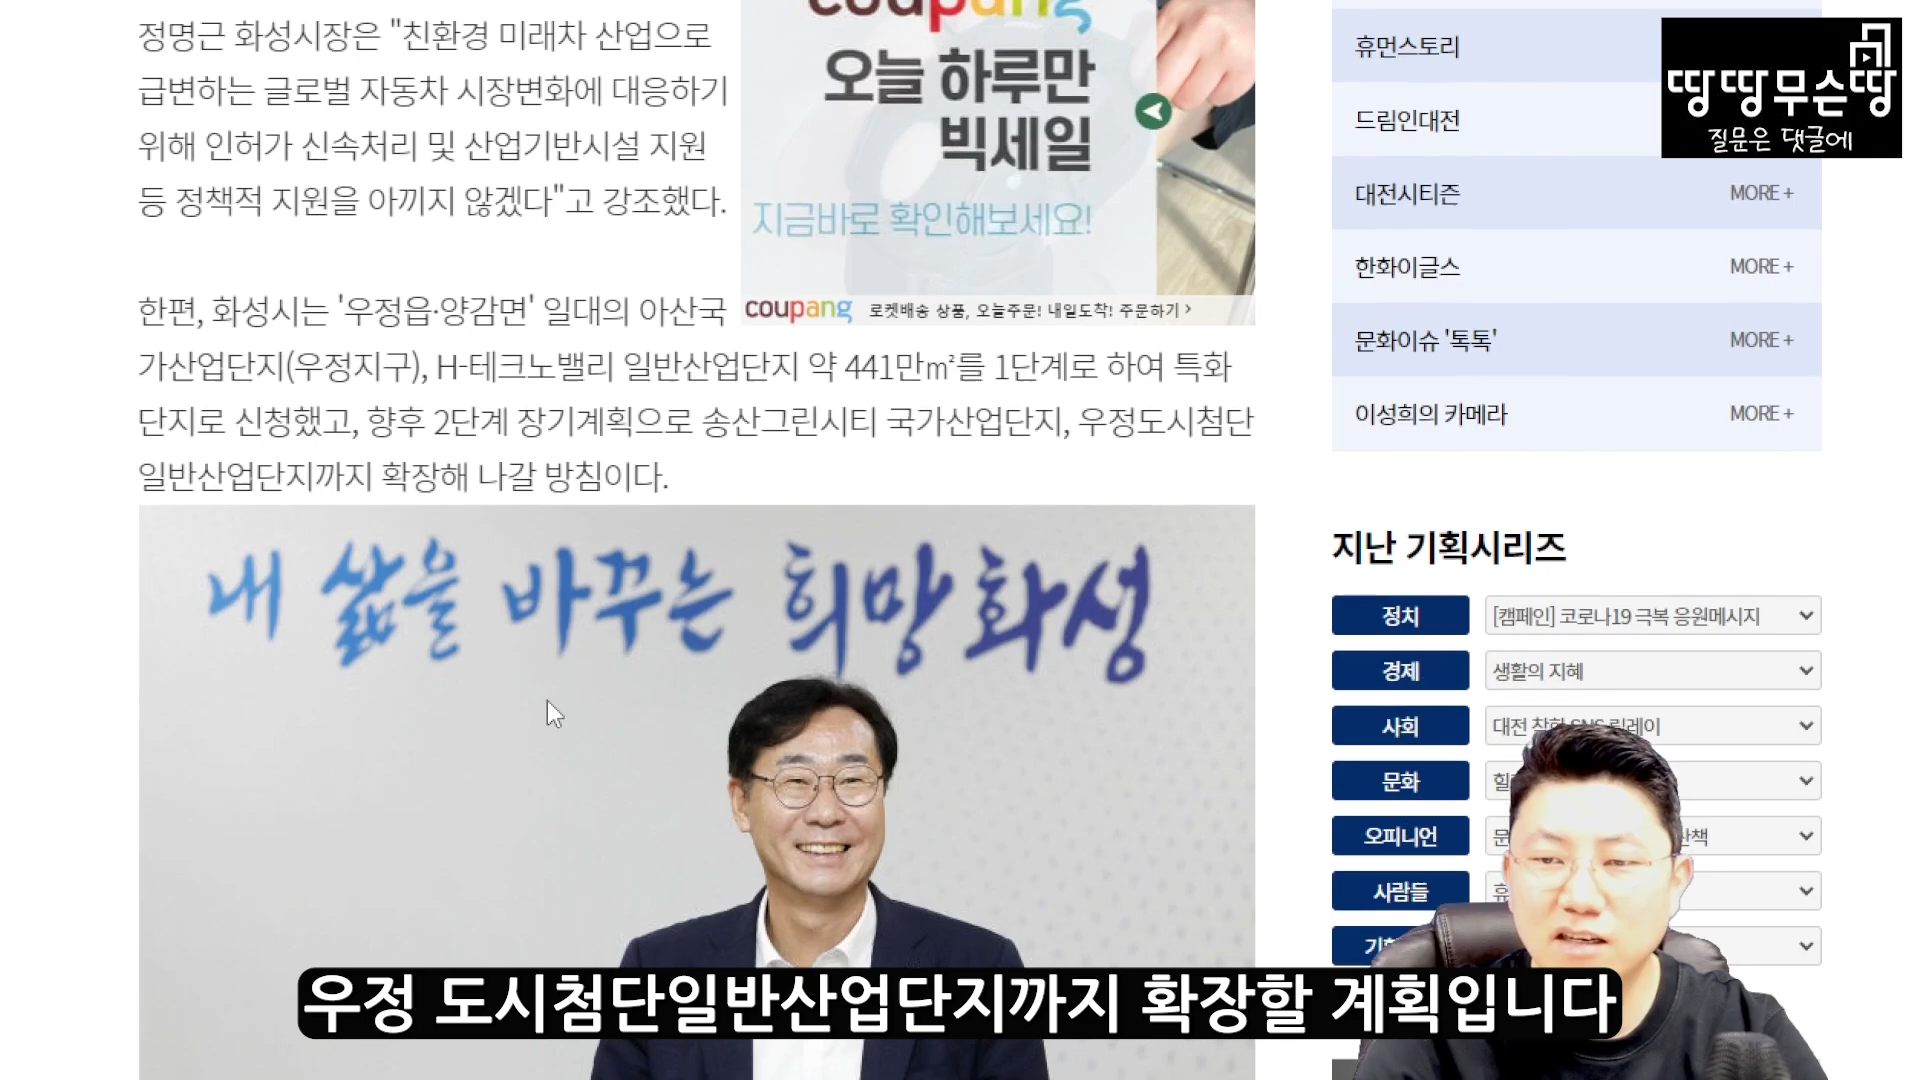 정명근 화성시장은 "친환경 미래차 산업으로
급변하는 글로벌 자동차 시장변화에 대응하기
위해 인허가 신속처리 및 산업기반시설 지원
등 정책적 지원을 아끼지 않겠다"고 강조했다.
한편, 화성시는 '우정읍·양감면' 일대의 아산국
가산업단지(우정지구), H-테크노밸리 일반산업단지 약 441만㎡를 1단계로 하여 특화
단지로 신청했고, 향후 2단계 장기계획으로 송산그린시티 국가산업단지, 우정도시첨단
일반산업단지까지 확장해 나갈 방침이다.
coupang
오늘 하루만
빅세일
지금바로 확인해보세요!
coupang 로켓배송 상품, 오늘주문! 내일도착! 주문하기 >
내 삶을 바꾸는 희망화성
휴먼스토리
드림인대전
대전시티즌 MORE +
한화이글스 MORE +
문화이슈 '톡톡' MORE +
이성희의 카메라 MORE +
땅땅무슨땅
질문은 댓글에
지난 기획시리즈
정치 [캠페인] 코로나19 극복 응원메시지
경제 생활의 지혜
사회 대전 착한 SNS 릴레이
문화 힐
오피니언 문 산책
사람들 휴
기획
우정 도시첨단일반산업단지까지 확장할 계획입니다